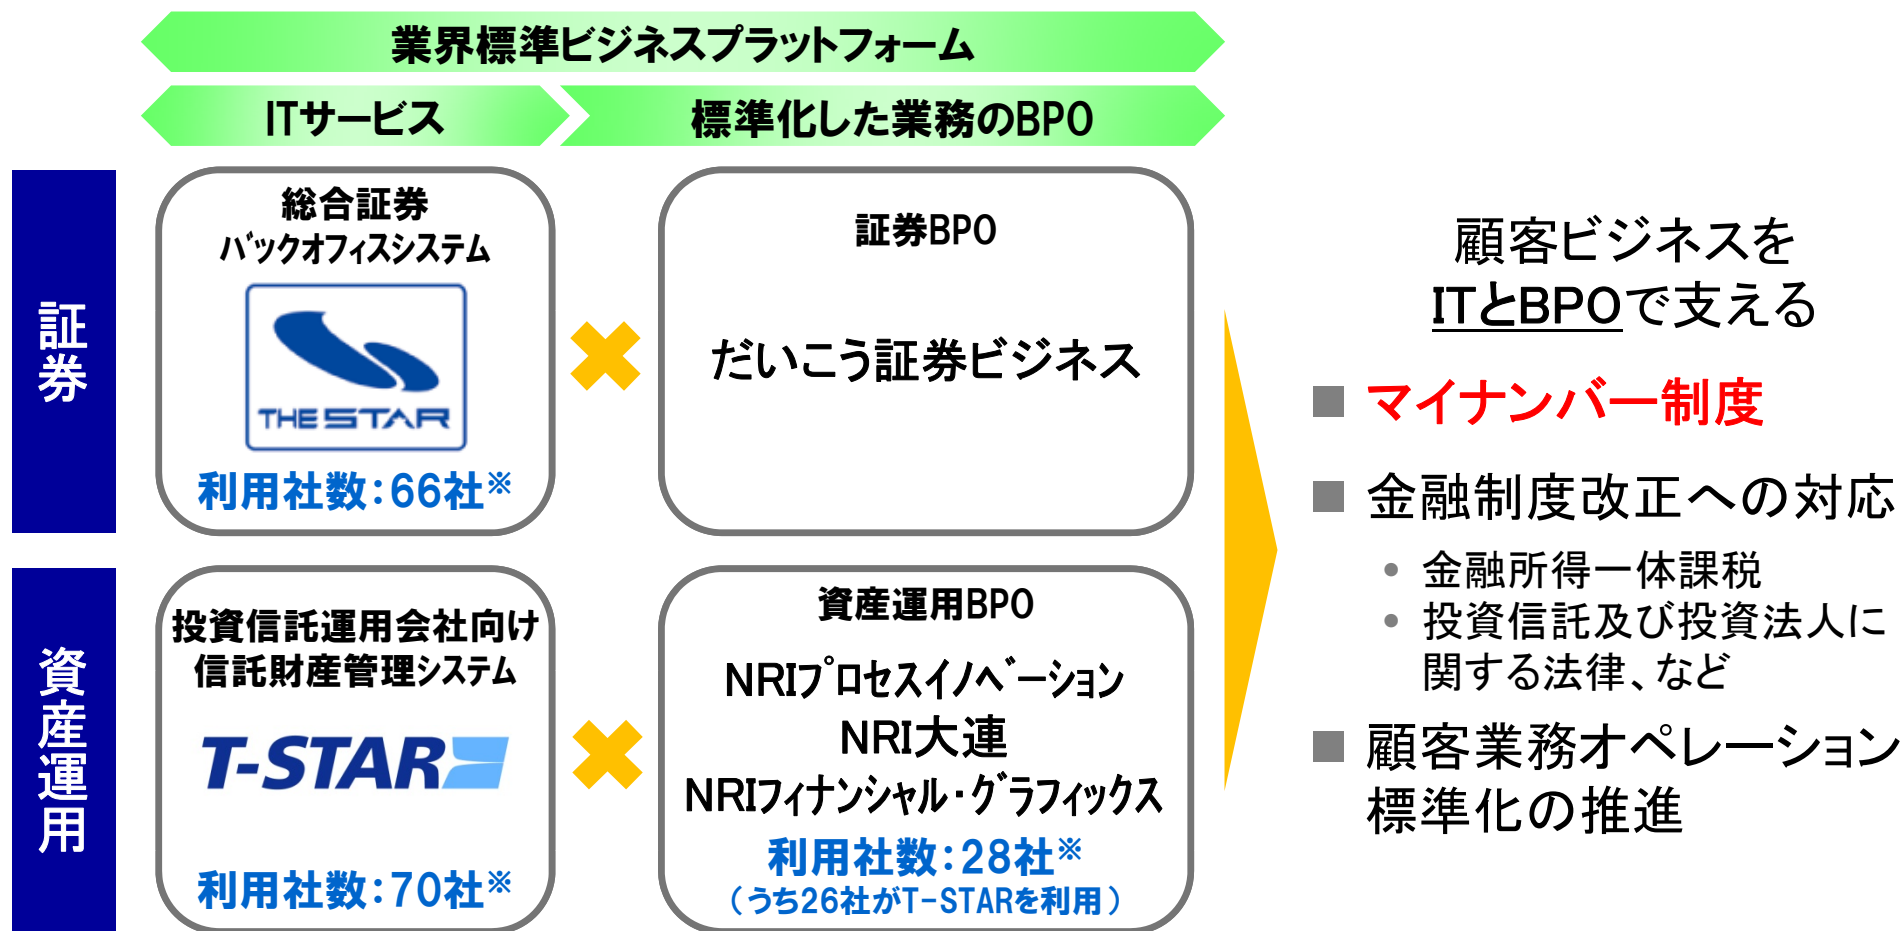 業界標準ビジネスプラットフォーム
ITサービス
標準化した業務のBPO
証券
総合証券
バックオフィスシステム
THE STAR
利用社数：66社※
証券BPO
だいこう証券ビジネス
資産運用
投資信託運用会社向け
信託財産管理システム
T-STAR
利用社数：70社※
資産運用BPO
NRIプロセスイノベーション
NRI大連
NRIフィナンシャル・グラフィックス
利用社数：28社※
（うち26社がT-STARを利用）
顧客ビジネスを
ITとBPOで支える
■ マイナンバー制度
■ 金融制度改正への対応
• 金融所得一体課税
• 投資信託及び投資法人に
関する法律、など
■ 顧客業務オペレーション
標準化の推進